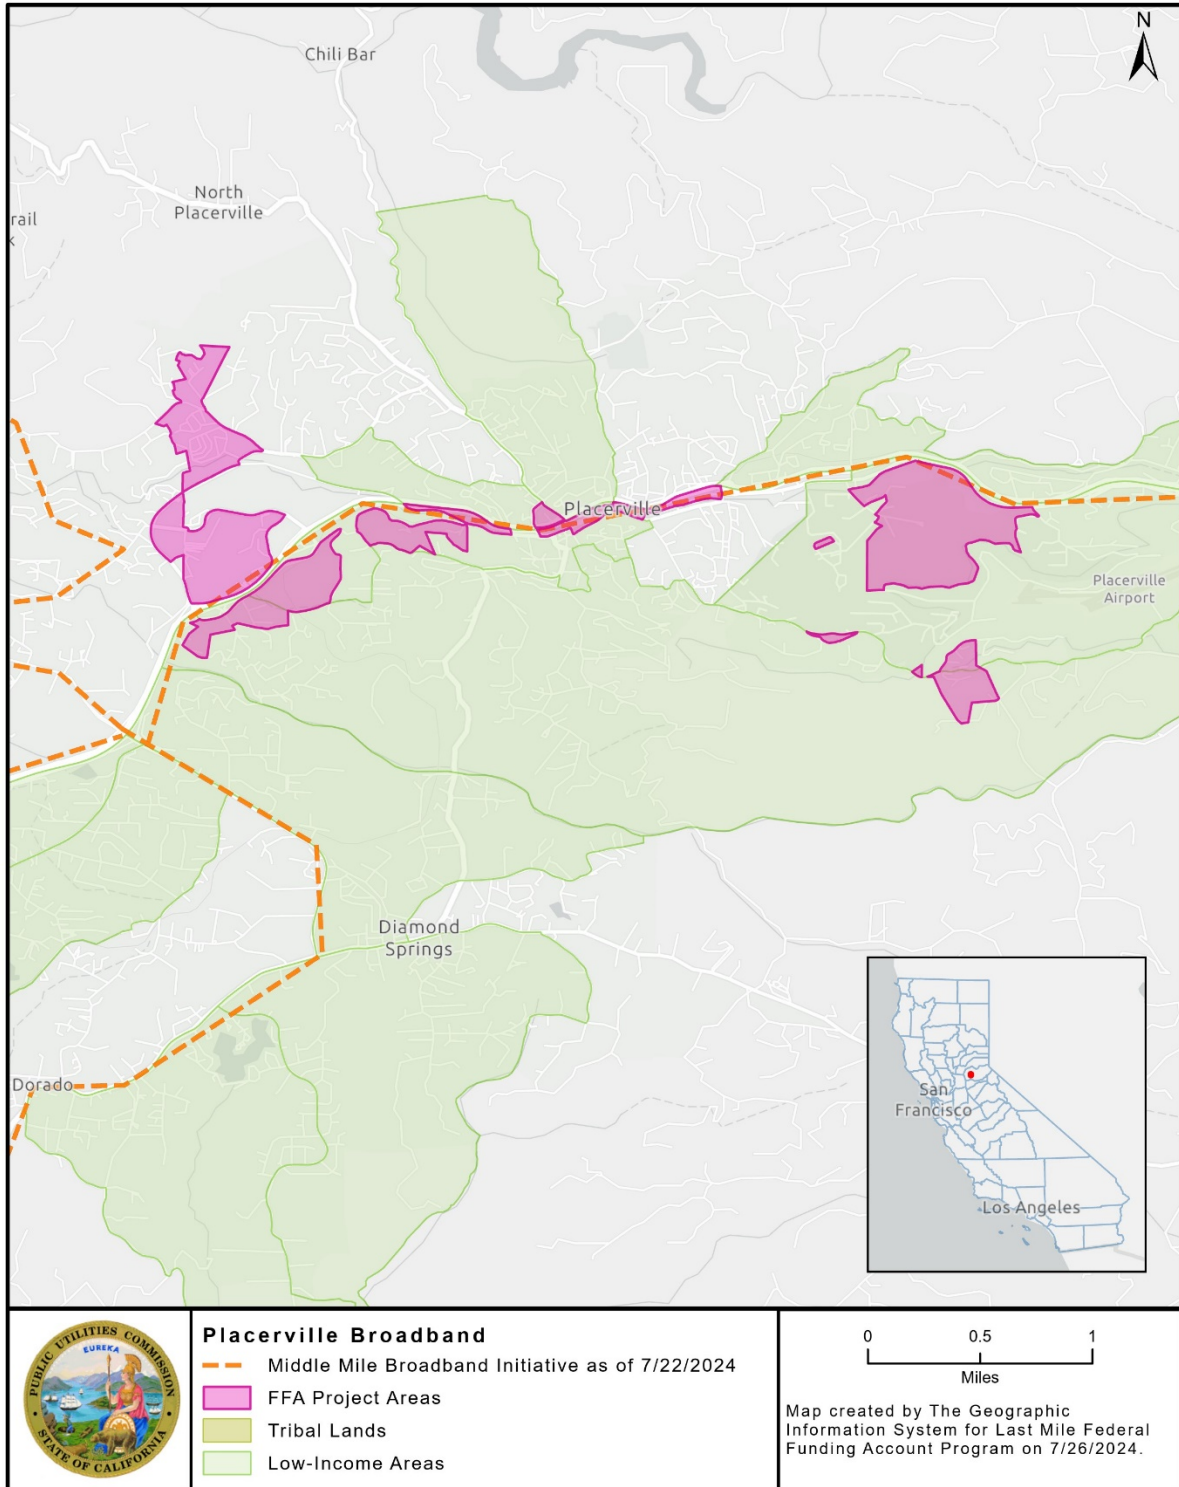 N
Chili Bar
North
Placerville
rail
k
Placerville
Placerville
Airport
Diamond
Springs
Dorado
San
Francisco
Los Angeles
PUBLIC UTILITIES COMMISSION
EUREKA
STATE OF CALIFORNIA
Placerville Broadband
Middle Mile Broadband Initiative as of 7/22/2024
FFA Project Areas
Tribal Lands
Low-Income Areas
0 0.5 1
Miles
Map created by The Geographic
Information System for Last Mile Federal
Funding Account Program on 7/26/2024.